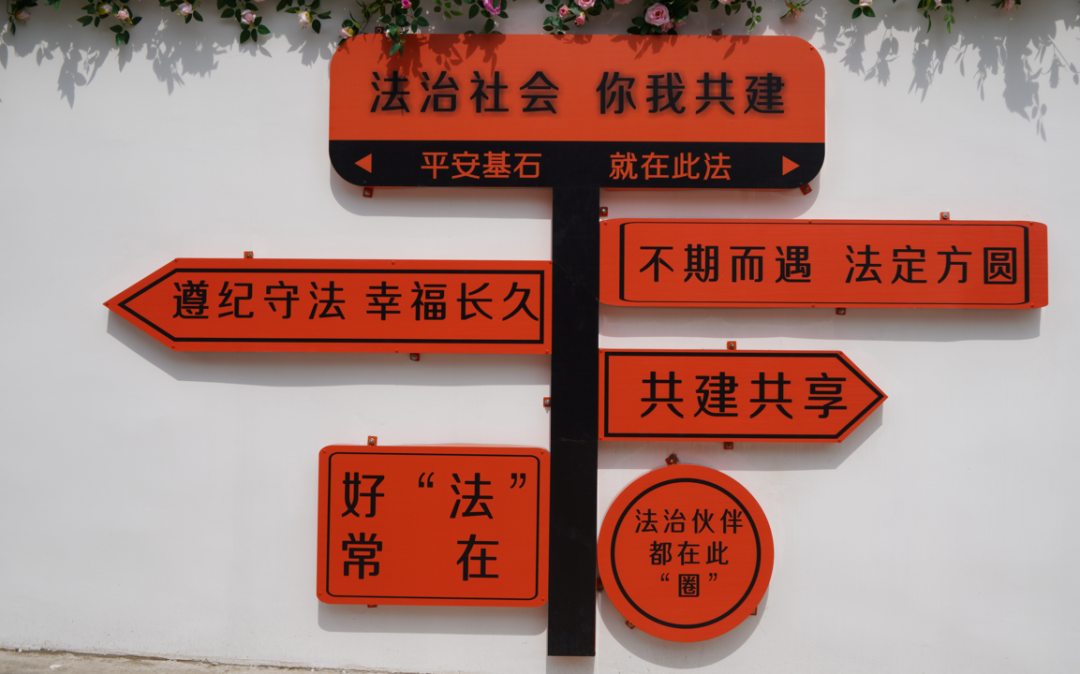 法治社会 你我共建
平安基石 就在此法
不期而遇 法定方圆
遵纪守法 幸福长久
共建共享
好“法”
常在
法治伙伴
都在此
“圈”